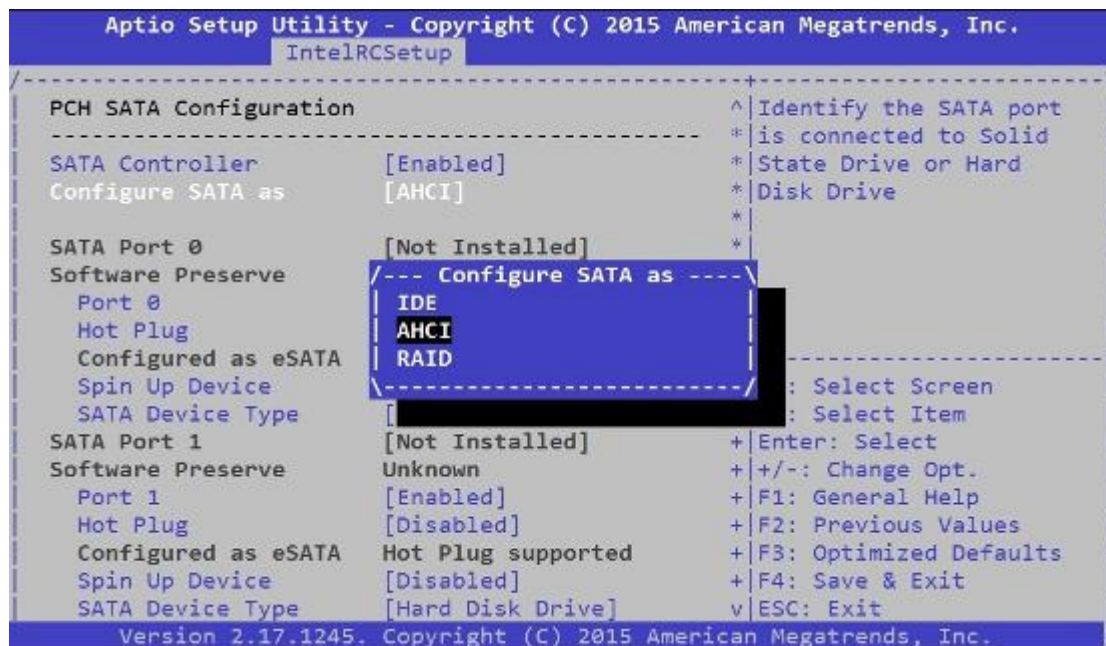 Aptio Setup Utility - Copyright (C) 2015 American Megatrends, Inc.
IntelRCSetup
PCH SATA Configuration
SATA Controller [Enabled]
Configure SATA as [AHCI]
SATA Port 0 [Not Installed]
Software Preserve
Port 0
Hot Plug
Configured as eSATA
Spin Up Device
SATA Device Type [
SATA Port 1 [Not Installed]
Software Preserve Unknown
Port 1 [Enabled]
Hot Plug [Disabled]
Configured as eSATA Hot Plug supported
Spin Up Device [Disabled]
SATA Device Type [Hard Disk Drive]
--- Configure SATA as ----
IDE
AHCI
RAID
Identify the SATA port
is connected to Solid
State Drive or Hard
Disk Drive
: Select Screen
: Select Item
Enter: Select
+/-: Change Opt.
F1: General Help
F2: Previous Values
F3: Optimized Defaults
F4: Save & Exit
ESC: Exit
Version 2.17.1245. Copyright (C) 2015 American Megatrends, Inc.